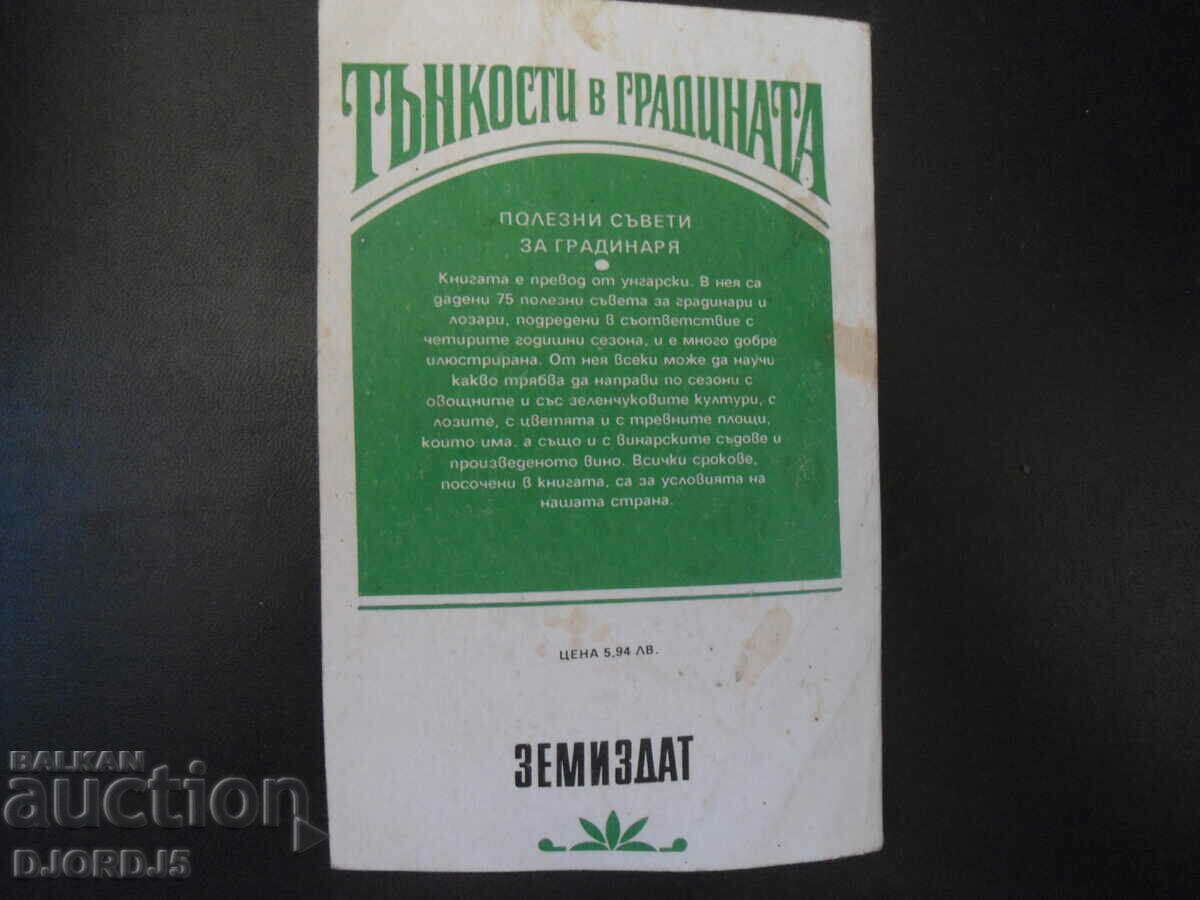 ТЪНКОСТИ В ГРАДИНАТА
ПОЛЕЗНИ СЪВЕТИ
ЗА ГРАДИНАРЯ
Книгата е превод от унгарски. В нея са
дадени 75 полезни съвета за градинари и
лозари, подредени в съответствие с
четирите годишни сезона, и е много добре
илюстрирана. От нея всеки може да научи
какво трябва да направи по сезони с
овощните и със зеленчуковите култури, с
лозите, с цветята и с тревните площи,
които има. а също и с винарските съдове и
произведеното вино. Всички срокове,
посочени в книгата, са за условията на
нашата страна.
ЦЕНА 5,94 ЛВ.
ЗЕМИЗДАТ
BALKAN
auction
DJORDJ5